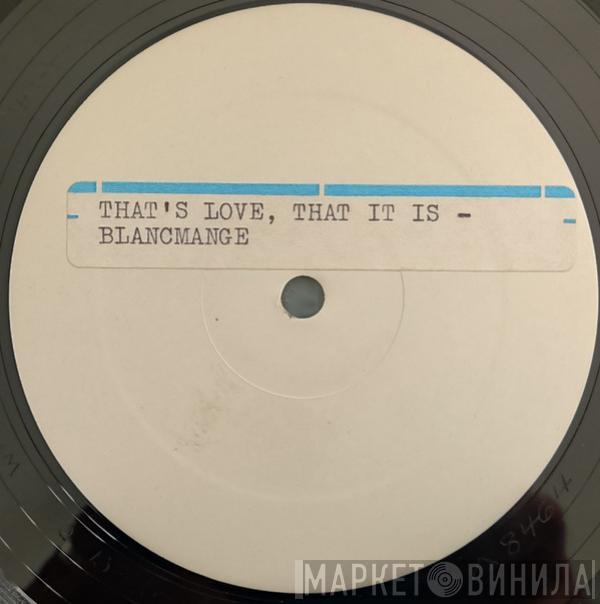 THAT'S LOVE, THAT IT IS -
BLANCMANGE
МАРКЕТ ВИНИЛА